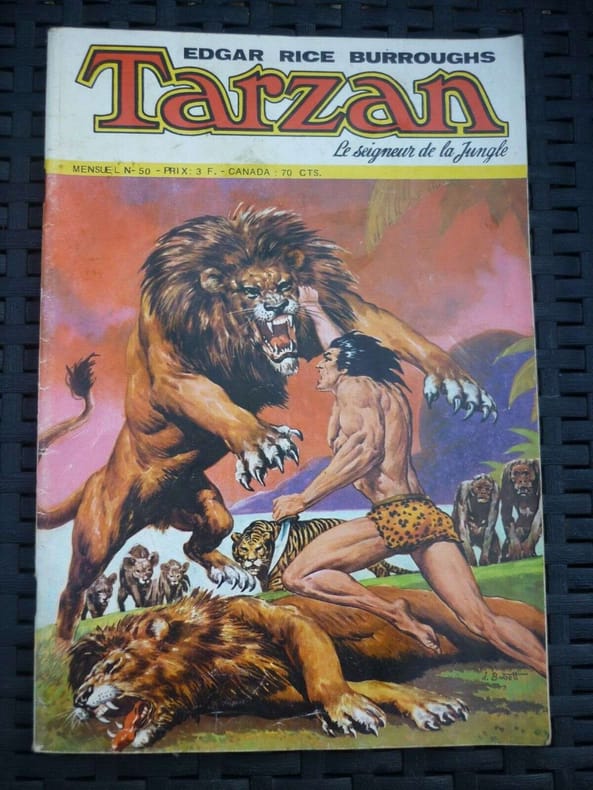 EDGAR RICE BURROUGHS
Tarzan
Le seigneur de la Jungle
MENSUEL N° 50 - PRIX : 3 F. - CANADA : 70 CTS.